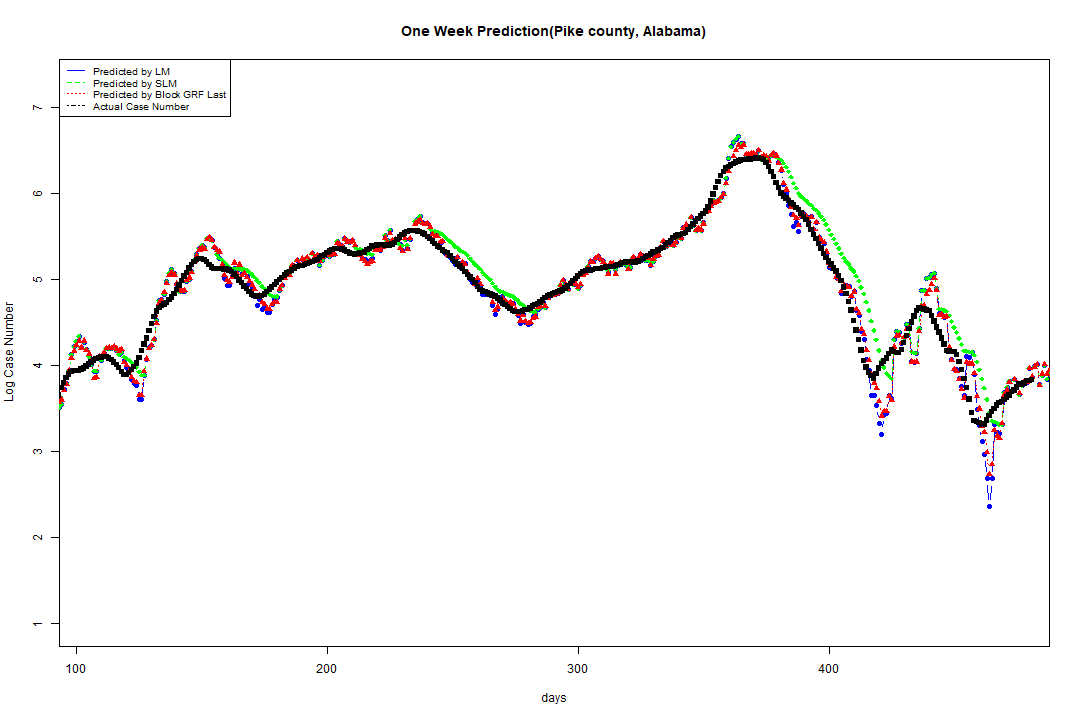 One Week Prediction(Pike county, Alabama)
Predicted by LM
Predicted by SLM
Predicted by Block GRF Last
Actual Case Number
7
6
5
4
3
2
1
Log Case Number
100 200 300 400
days